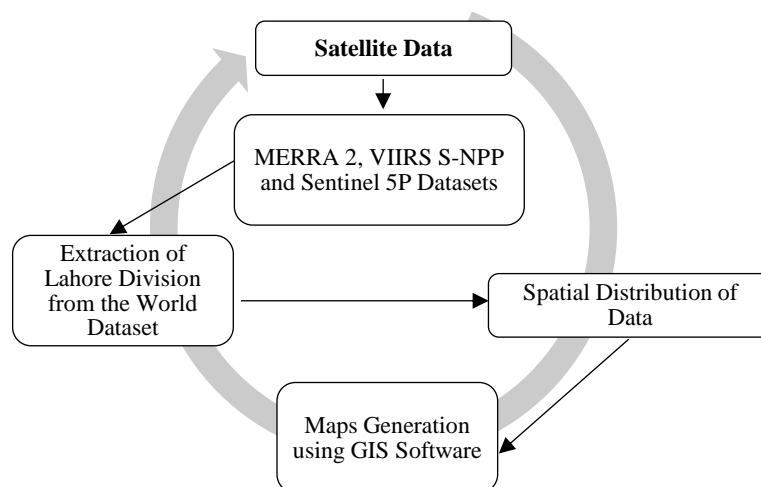 Satellite Data
MERRA 2, VIIRS S-NPP
and Sentinel 5P Datasets
Extraction of
Lahore Division
from the World
Dataset
Spatial Distribution of
Data
Maps Generation
using GIS Software